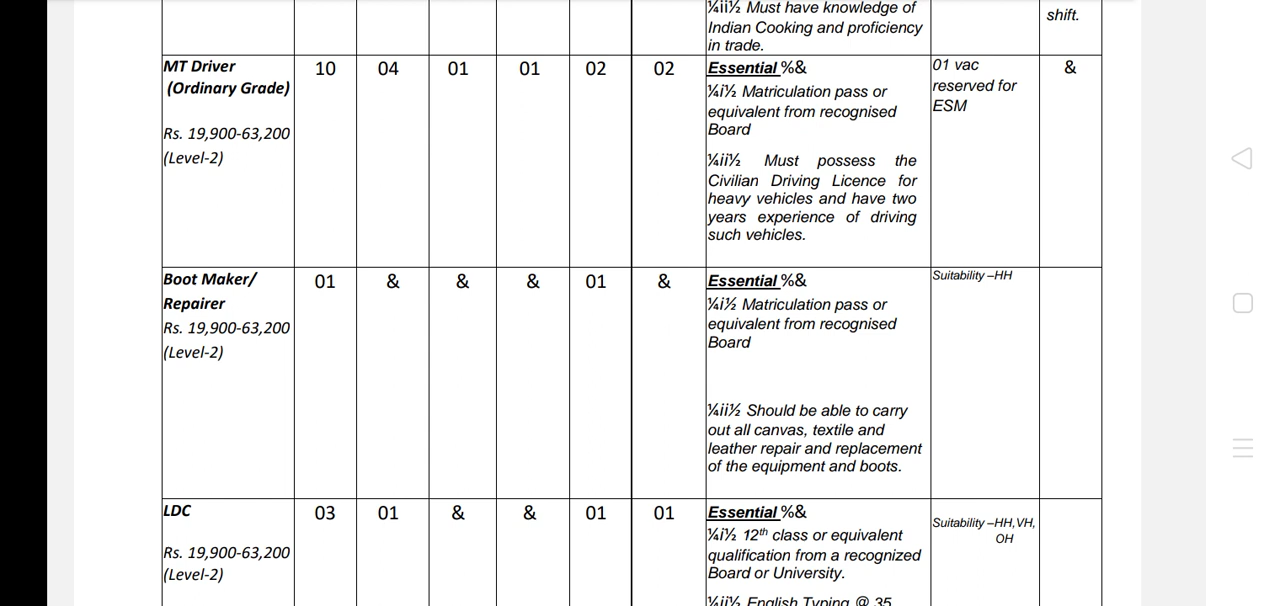 ¼ii½ Must have knowledge of
Indian Cooking and proficiency
in trade.
shift.
MT Driver
(Ordinary Grade)
Rs. 19,900-63,200
(Level-2)
10 04 01 01 02 02
Essential %&
¼i½ Matriculation pass or
equivalent from recognised
Board
¼ii½ Must possess the
Civilian Driving Licence for
heavy vehicles and have two
years experience of driving
such vehicles.
01 vac
reserved for
ESM
&
Boot Maker/
Repairer
Rs. 19,900-63,200
(Level-2)
01 & & & 01 &
Essential %&
¼i½ Matriculation pass or
equivalent from recognised
Board
¼ii½ Should be able to carry
out all canvas, textile and
leather repair and replacement
of the equipment and boots.
Suitability –HH
LDC
Rs. 19,900-63,200
(Level-2)
03 01 & & 01 01
Essential %&
¼i½ 12th class or equivalent
qualification from a recognized
Board or University.
¼ii½ English Typing @ 35
Suitability –HH,VH,
OH